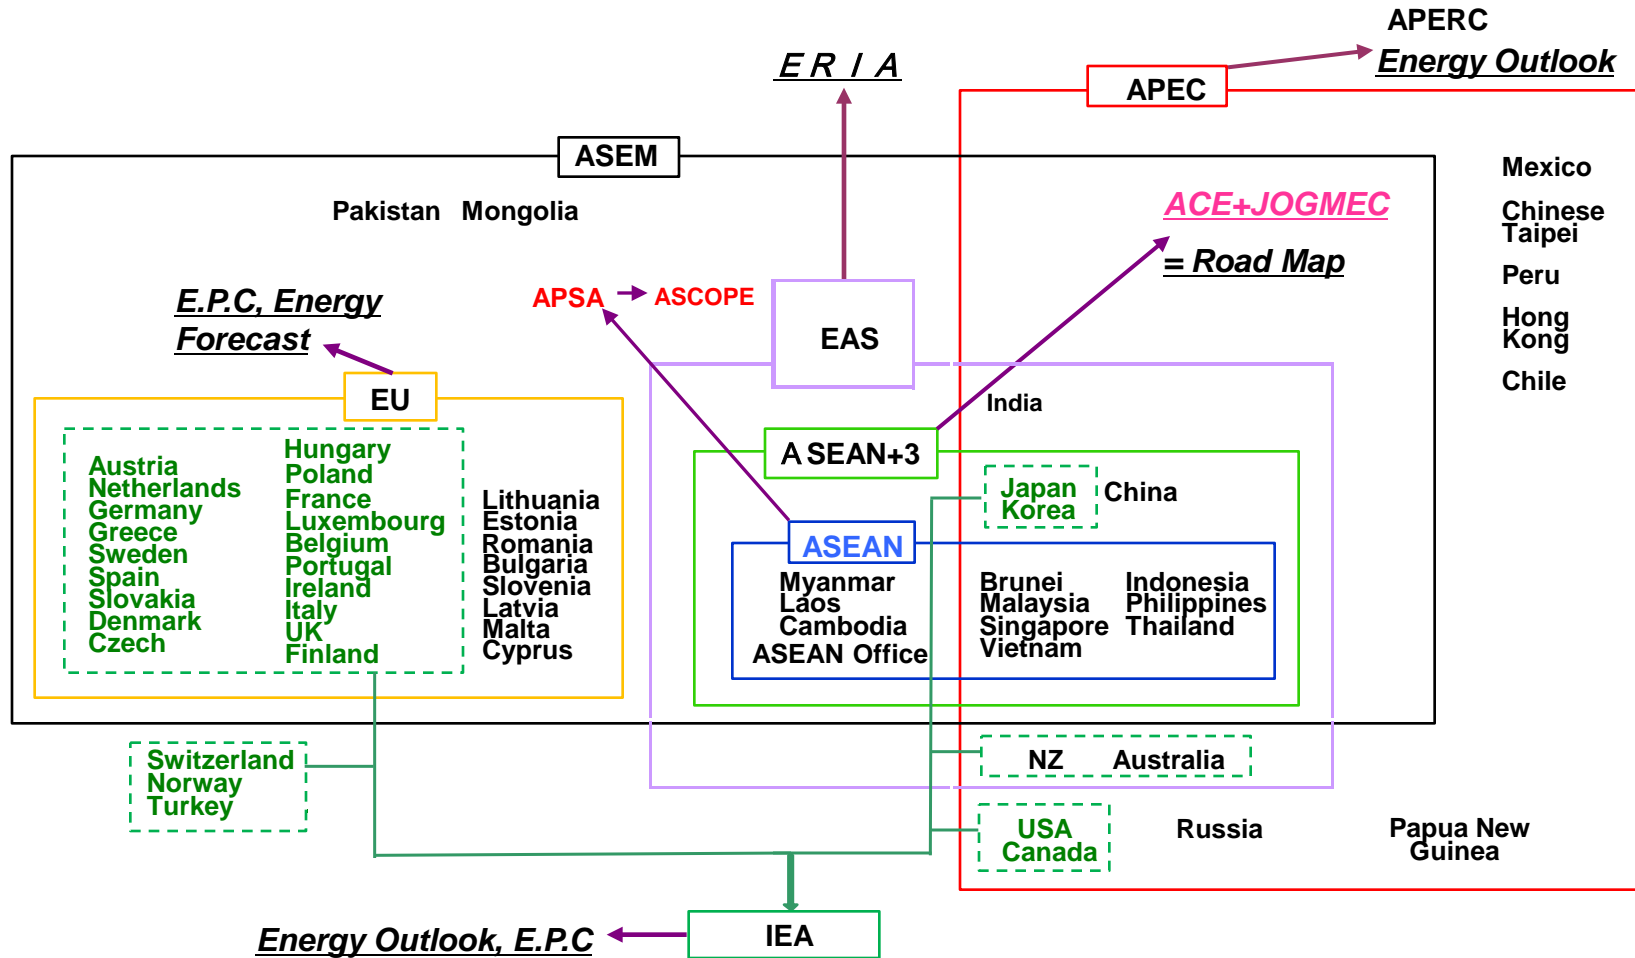 APERC
Energy Outlook
ERIA
APEC
ASEM
Mexico
Chinese
Taipei
Peru
Hong
Kong
Chile
Pakistan Mongolia
ACE+JOGMEC
= Road Map
E.P.C, Energy
Forecast
APSA
ASCOPE
EAS
EU
India
ASEAN+3
Austria
Netherlands
Germany
Greece
Sweden
Spain
Slovakia
Denmark
Czech
Hungary
Poland
France
Luxembourg
Belgium
Portugal
Ireland
Italy
UK
Finland
Lithuania
Estonia
Romania
Bulgaria
Slovenia
Latvia
Malta
Cyprus
Japan
Korea
China
ASEAN
Myanmar
Laos
Cambodia
ASEAN Office
Brunei
Malaysia
Singapore
Vietnam
Indonesia
Philippines
Thailand
Switzerland
Norway
Turkey
NZ Australia
USA
Canada
Russia
Papua New
Guinea
IEA
Energy Outlook, E.P.C